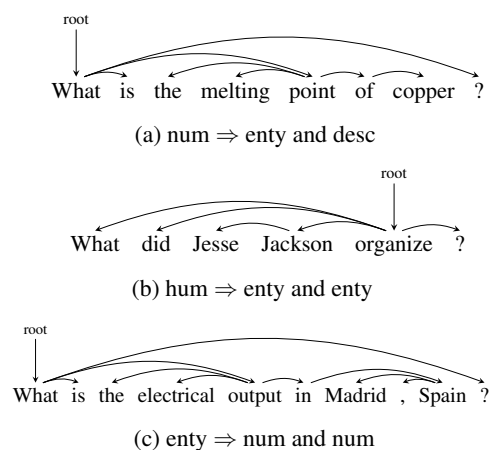 root
What is the melting point of copper ?
(a) num ⇒ enty and desc
root
What did Jesse Jackson organize ?
(b) hum ⇒ enty and enty
root
What is the electrical output in Madrid , Spain ?
(c) enty ⇒ num and num